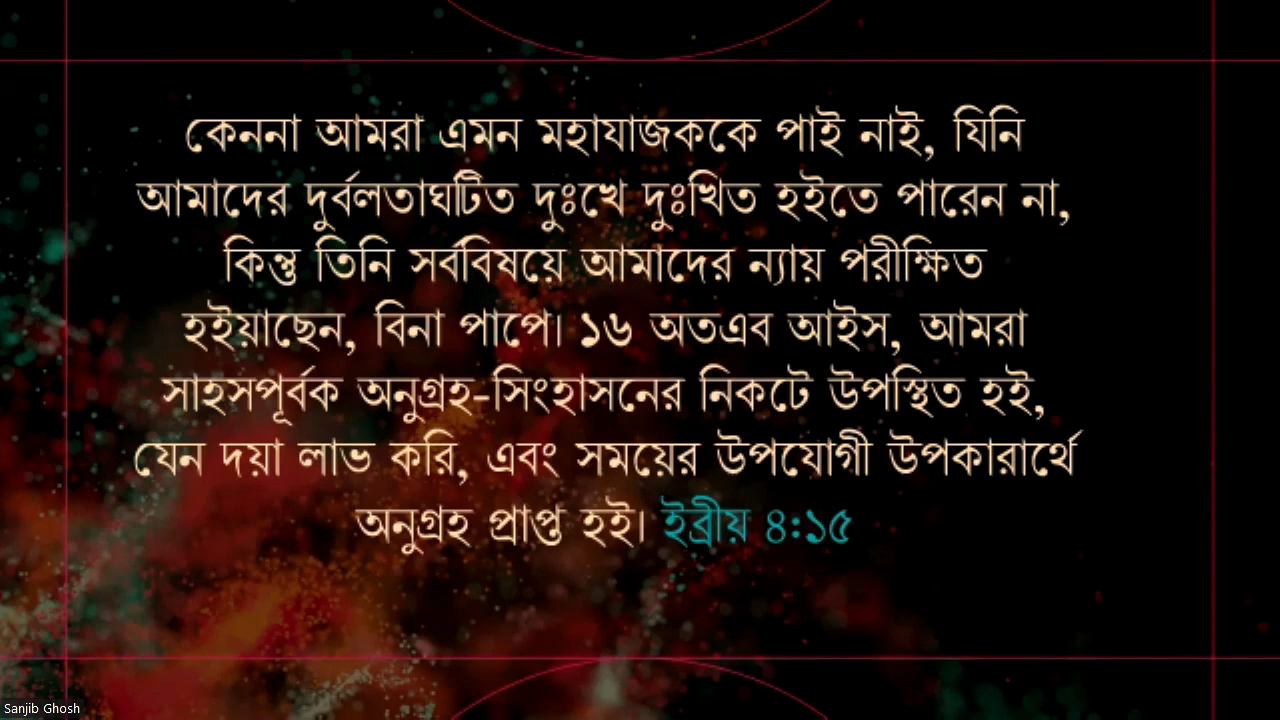 কেননা আমরা এমন মহাযাজককে পাই নাই, যিনি
আমাদের দুর্বলতাঘটিত দুঃখে দুঃখিত হইতে পারেন না,
কিন্তু তিনি সর্ববিষয়ে আমাদের ন্যায় পরীক্ষিত
হইয়াছেন, বিনা পাপে। ১৬ অতএব আইস, আমরা
সাহসপূর্বক অনুগ্রহ-সিংহাসনের নিকটে উপস্থিত হই,
যেন দয়া লাভ করি, এবং সময়ের উপযোগী উপকারার্থে
অনুগ্রহ প্রাপ্ত হই। ইব্রীয় ৪ঃ১৫
Sanjib Ghosh